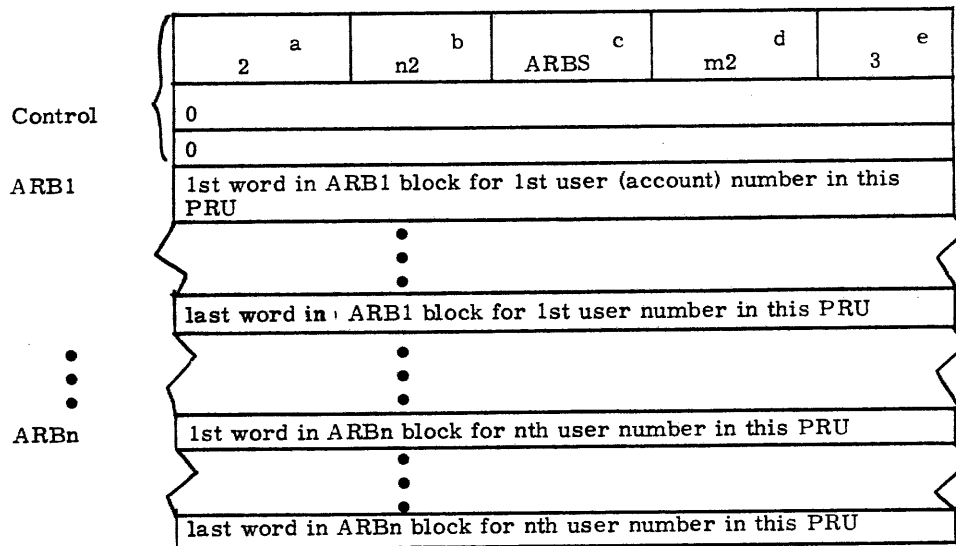 a b c d e
2 n2 ARBS m2 3
Control 0
0
ARB1 1st word in ARB1 block for 1st user (account) number in this
PRU
last word in ARB1 block for 1st user number in this PRU
ARBn 1st word in ARBn block for nth user number in this PRU
last word in ARBn block for nth user number in this PRU